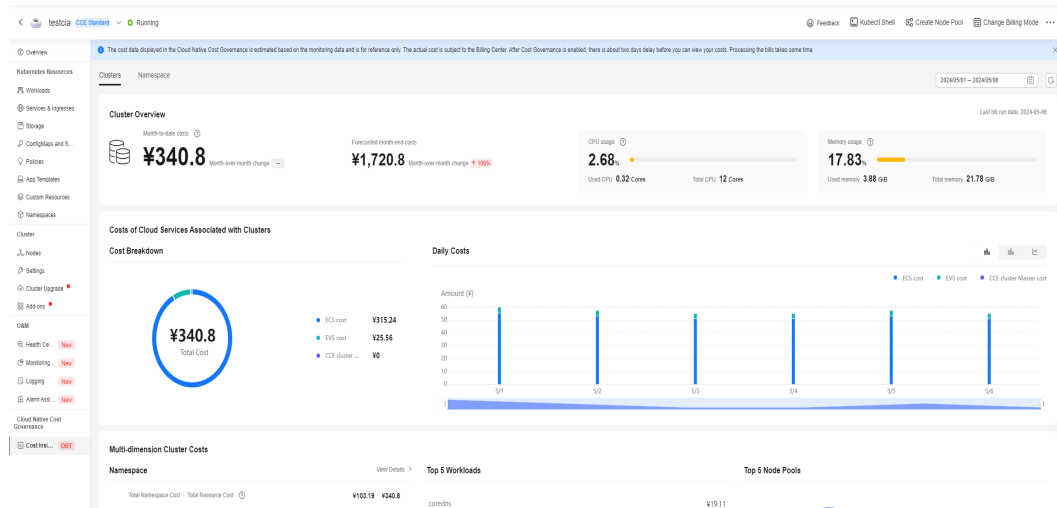 testcia CCE Standard Running
Feedback Kubectl Shell Create Node Pool Change Billing Mode
Overview
Kubernetes Resources
Workloads
Services & Ingresses
Storage
ConfigMaps and S...
Policies
App Templates
Custom Resources
Namespaces
Cluster
Nodes
Settings
Cluster Upgrade
Add-ons
O&M
Health Ce... New
Monitoring... New
Logging New
Alarm Assi... New
Cloud Native Cost
Governance
Cost Insi... OBT
The cost data displayed in the Cloud Native Cost Governance is estimated based on the monitoring data and is for reference only. The actual cost is subject to the Billing Center. After Cost Governance is enabled, there is about two days delay before you can view your costs. Processing the bills takes some time.
Clusters Namespace
2024/05/01 – 2024/05/08
Cluster Overview
Last bill run date: 2024-05-06
Month-to-date costs
¥340.8 Month-over-month change --
Forecasted month-end costs
¥1,720.8 Month-over-month change ↑ 100%
CPU usage
2.68%
Used CPU 0.32 Cores Total CPU 12 Cores
Memory usage
17.83%
Used memory 3.88 GiB Total memory 21.78 GiB
Costs of Cloud Services Associated with Clusters
Cost Breakdown
¥340.8
Total Cost
ECS cost ¥315.24
EVS cost ¥25.56
CCE cluster ... ¥0
Daily Costs
ECS cost EVS cost CCE cluster Master cost
Amount (¥)
60
50
40
30
20
10
0
5/1 5/2 5/3 5/4 5/5 5/6
Multi-dimension Cluster Costs
Namespace View Details >
Total Namespace Cost Total Resource Cost ¥103.19 ¥340.8
Top 5 Workloads
coredns ¥19.11
Top 5 Node Pools